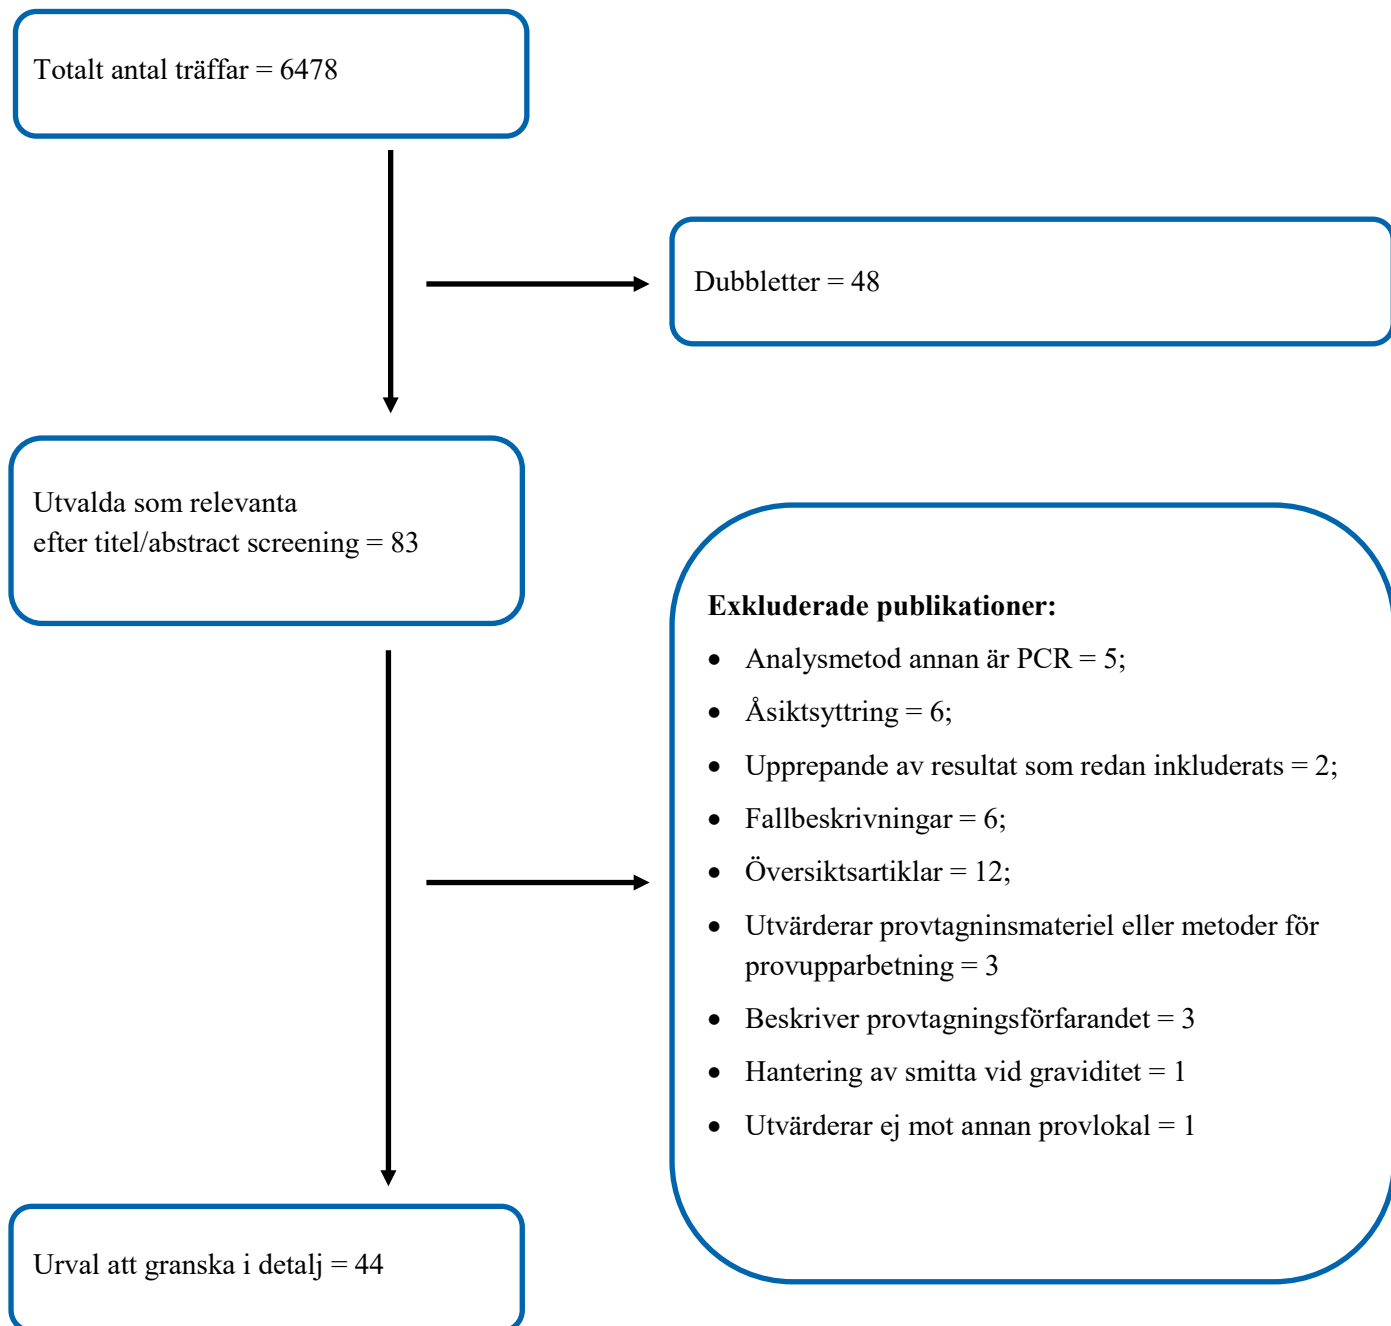 Totalt antal träffar = 6478
Dubbletter = 48
Utvalda som relevanta
efter titel/abstract screening = 83
Exkluderade publikationer:
• Analysmetod annan är PCR = 5;
• Åsiktsyttring = 6;
• Upprepande av resultat som redan inkluderats = 2;
• Fallbeskrivningar = 6;
• Översiktsartiklar = 12;
• Utvärderar provtagninsmateriel eller metoder för
provupparbetning = 3
• Beskriver provtagningsförfarandet = 3
• Hantering av smitta vid graviditet = 1
• Utvärderar ej mot annan provlokal = 1
Urval att granska i detalj = 44